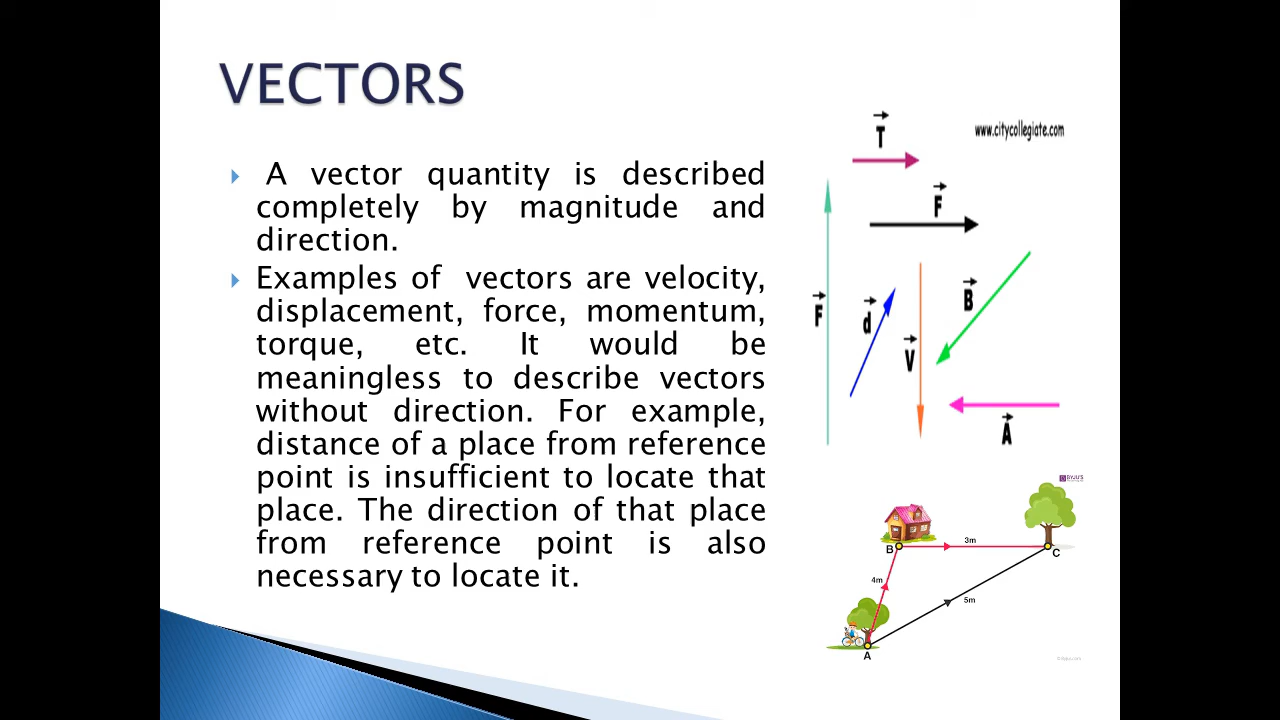 VECTORS
A vector quantity is described
completely by magnitude and
direction.
Examples of vectors are velocity,
displacement, force, momentum,
torque, etc. It would be
meaningless to describe vectors
without direction. For example,
distance of a place from reference
point is insufficient to locate that
place. The direction of that place
from reference point is also
necessary to locate it.
www.citycollegiate.com
T
F
F
d
B
V
A
BYJU'S
B
3m
C
4m
5m
A